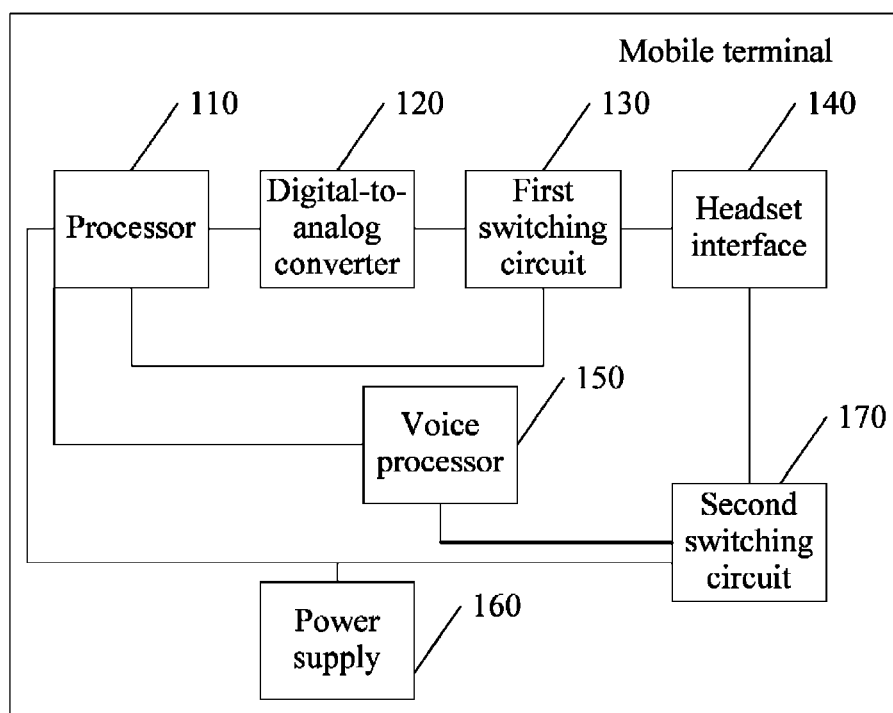 Mobile terminal
110
120
130
140
Processor
Digital-to-
analog
converter
First
switching
circuit
Headset
interface
150
Voice
processor
170
Second
switching
circuit
160
Power
supply